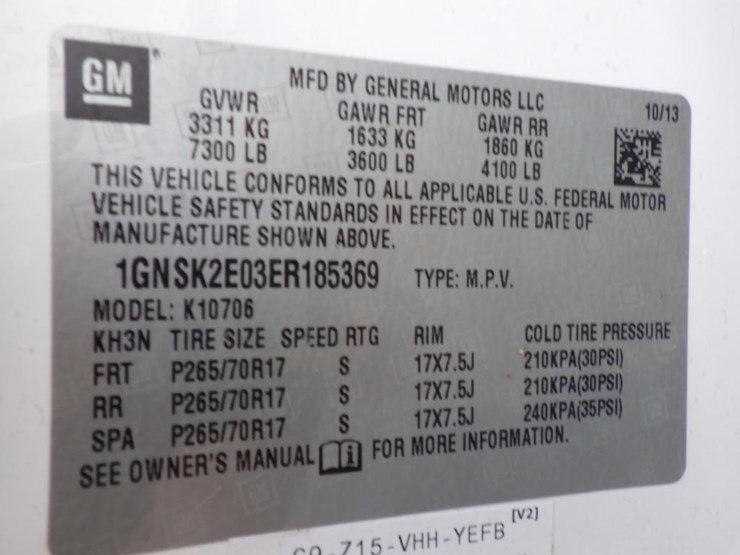 GM
MFD BY GENERAL MOTORS LLC 10/13
GVWR GAWR FRT GAWR RR
3311 KG 1633 KG 1860 KG
7300 LB 3600 LB 4100 LB
THIS VEHICLE CONFORMS TO ALL APPLICABLE U.S. FEDERAL MOTOR
VEHICLE SAFETY STANDARDS IN EFFECT ON THE DATE OF
MANUFACTURE SHOWN ABOVE.
1GNSK2E03ER185369 TYPE: M.P.V.
MODEL: K10706
KH3N TIRE SIZE SPEED RTG RIM COLD TIRE PRESSURE
FRT P265/70R17 S 17X7.5J 210KPA(30PSI)
RR P265/70R17 S 17X7.5J 210KPA(30PSI)
SPA P265/70R17 S 17X7.5J 240KPA(35PSI)
SEE OWNER'S MANUAL i FOR MORE INFORMATION.
[V2]
Z15-VHH-YEFB